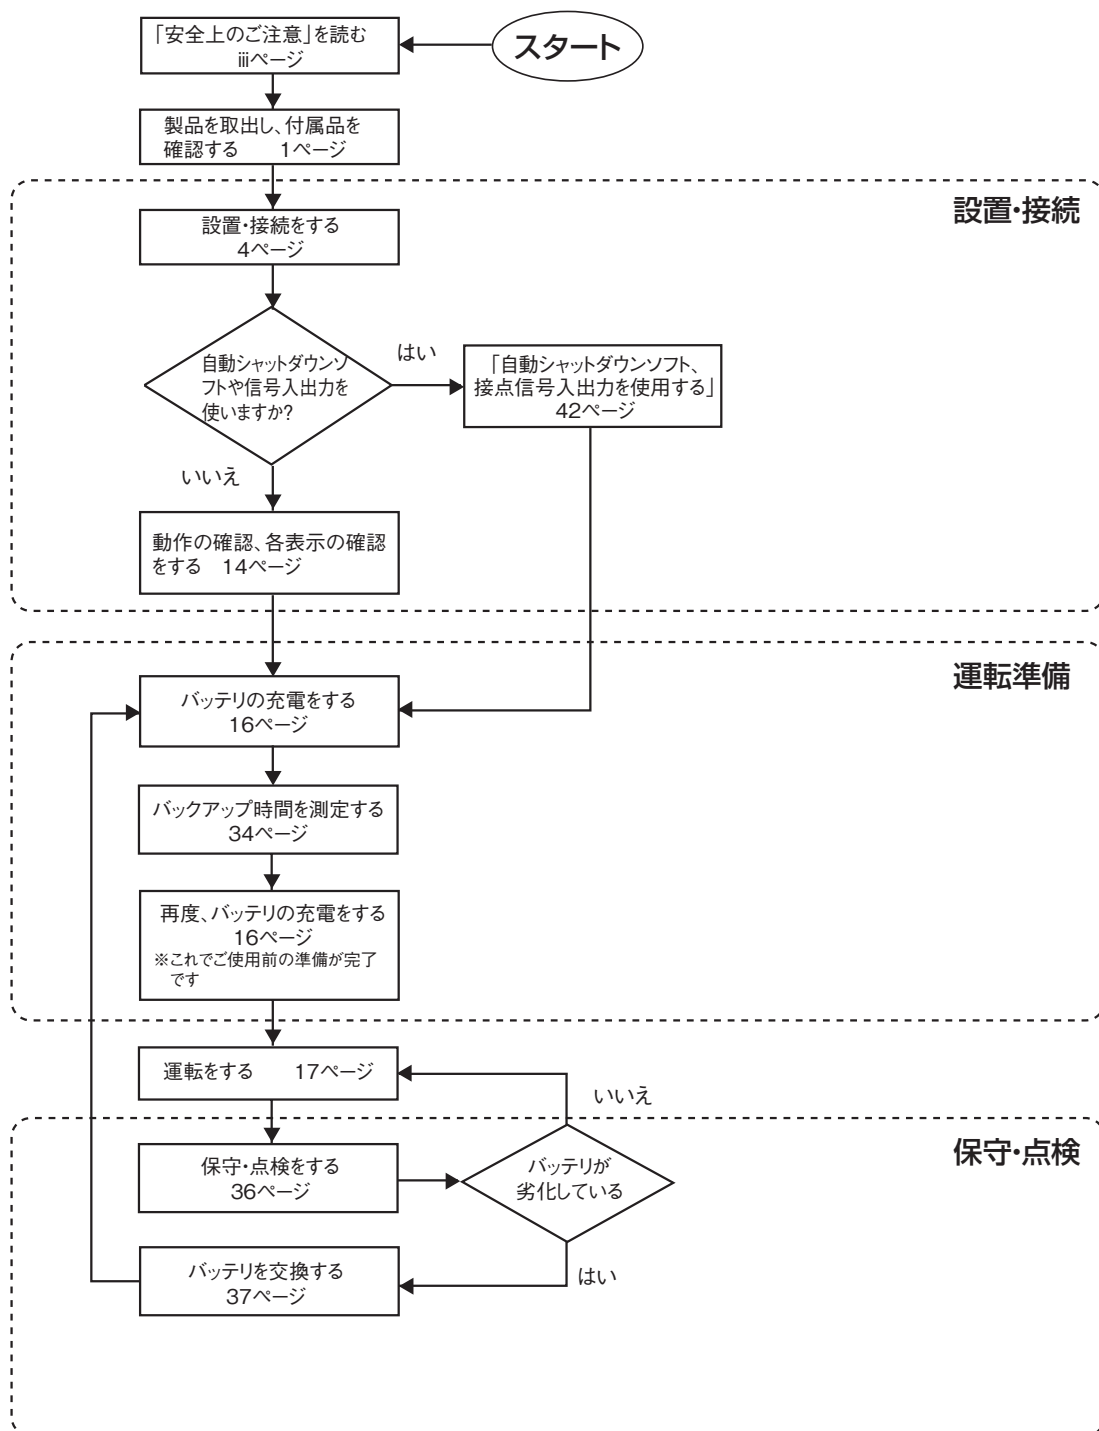 スタート
「安全上のご注意」を読む
iiiページ
製品を取出し、付属品を
確認する　1ページ
設置・接続
設置・接続をする
4ページ
自動シャットダウンソ
フトや信号入出力を
使いますか?
はい
「自動シャットダウンソフト、
接点信号入出力を使用する」
42ページ
いいえ
動作の確認、各表示の確認
をする　14ページ
運転準備
バッテリの充電をする
16ページ
バックアップ時間を測定する
34ページ
再度、バッテリの充電をする
16ページ
※これでご使用前の準備が完了
です
運転をする　17ページ
いいえ
保守・点検
保守・点検をする
36ページ
バッテリが
劣化している
はい
バッテリを交換する
37ページ